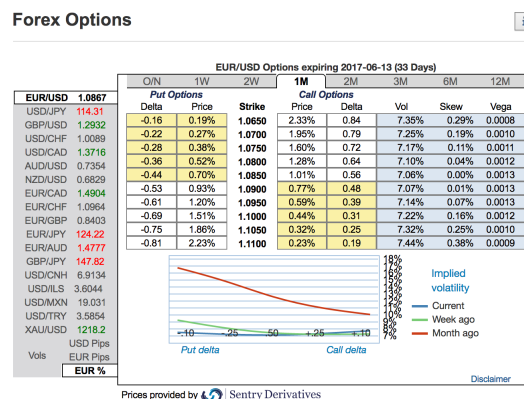 Forex Options
EUR/USD Options expiring 2017-06-13 (33 Days)
O/N 1W 2W 1M 2M 3M 6M 12M
Put Options Call Options
Delta Price Strike Price Delta Vol Skew Vega
-0.16 0.19% 1.0650 2.33% 0.84 7.35% 0.29% 0.0008
-0.22 0.27% 1.0700 1.95% 0.79 7.25% 0.19% 0.0010
-0.28 0.38% 1.0750 1.60% 0.72 7.17% 0.11% 0.0011
-0.36 0.52% 1.0800 1.28% 0.64 7.10% 0.04% 0.0012
-0.44 0.70% 1.0850 1.01% 0.56 7.06% 0.00% 0.0013
-0.53 0.93% 1.0900 0.77% 0.48 7.07% 0.01% 0.0013
-0.61 1.20% 1.0950 0.59% 0.39 7.14% 0.07% 0.0013
-0.69 1.51% 1.1000 0.44% 0.31 7.22% 0.16% 0.0012
-0.75 1.86% 1.1050 0.32% 0.25 7.32% 0.25% 0.0010
-0.81 2.23% 1.1100 0.23% 0.19 7.44% 0.38% 0.0009
EUR/USD 1.0867
USD/JPY 114.31
GBP/USD 1.2932
USD/CHF 1.0089
USD/CAD 1.3716
AUD/USD 0.7354
NZD/USD 0.6829
EUR/CAD 1.4904
EUR/CHF 1.0964
EUR/GBP 0.8403
EUR/JPY 124.22
EUR/AUD 1.4777
GBP/JPY 147.82
USD/CNH 6.9134
USD/ILS 3.6044
USD/MXN 19.031
USD/TRY 3.5854
XAU/USD 1218.2
Vols
USD Pips
EUR Pips
EUR %
18%
17%
9%
8%
7%
-.10 -.25 .50 +.25 +.10
Put delta Call delta
Implied
volatility
Current
Week ago
Month ago
Disclaimer
Prices provided by Sentry Derivatives